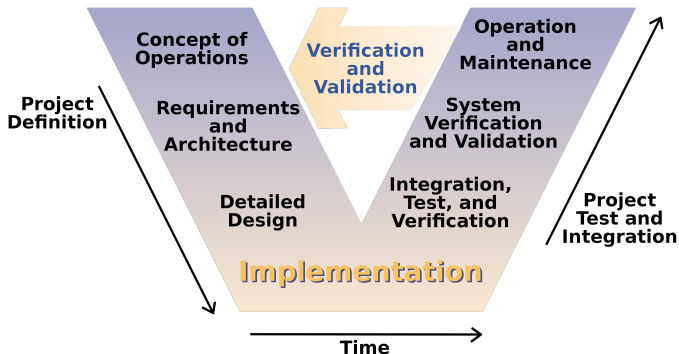 Concept of
Operations
Verification
and
Validation
Operation
and
Maintenance
Project
Definition
Requirements
and
Architecture
System
Verification
and Validation
Detailed
Design
Integration,
Test, and
Verification
Project
Test and
Integration
Implementation
Time